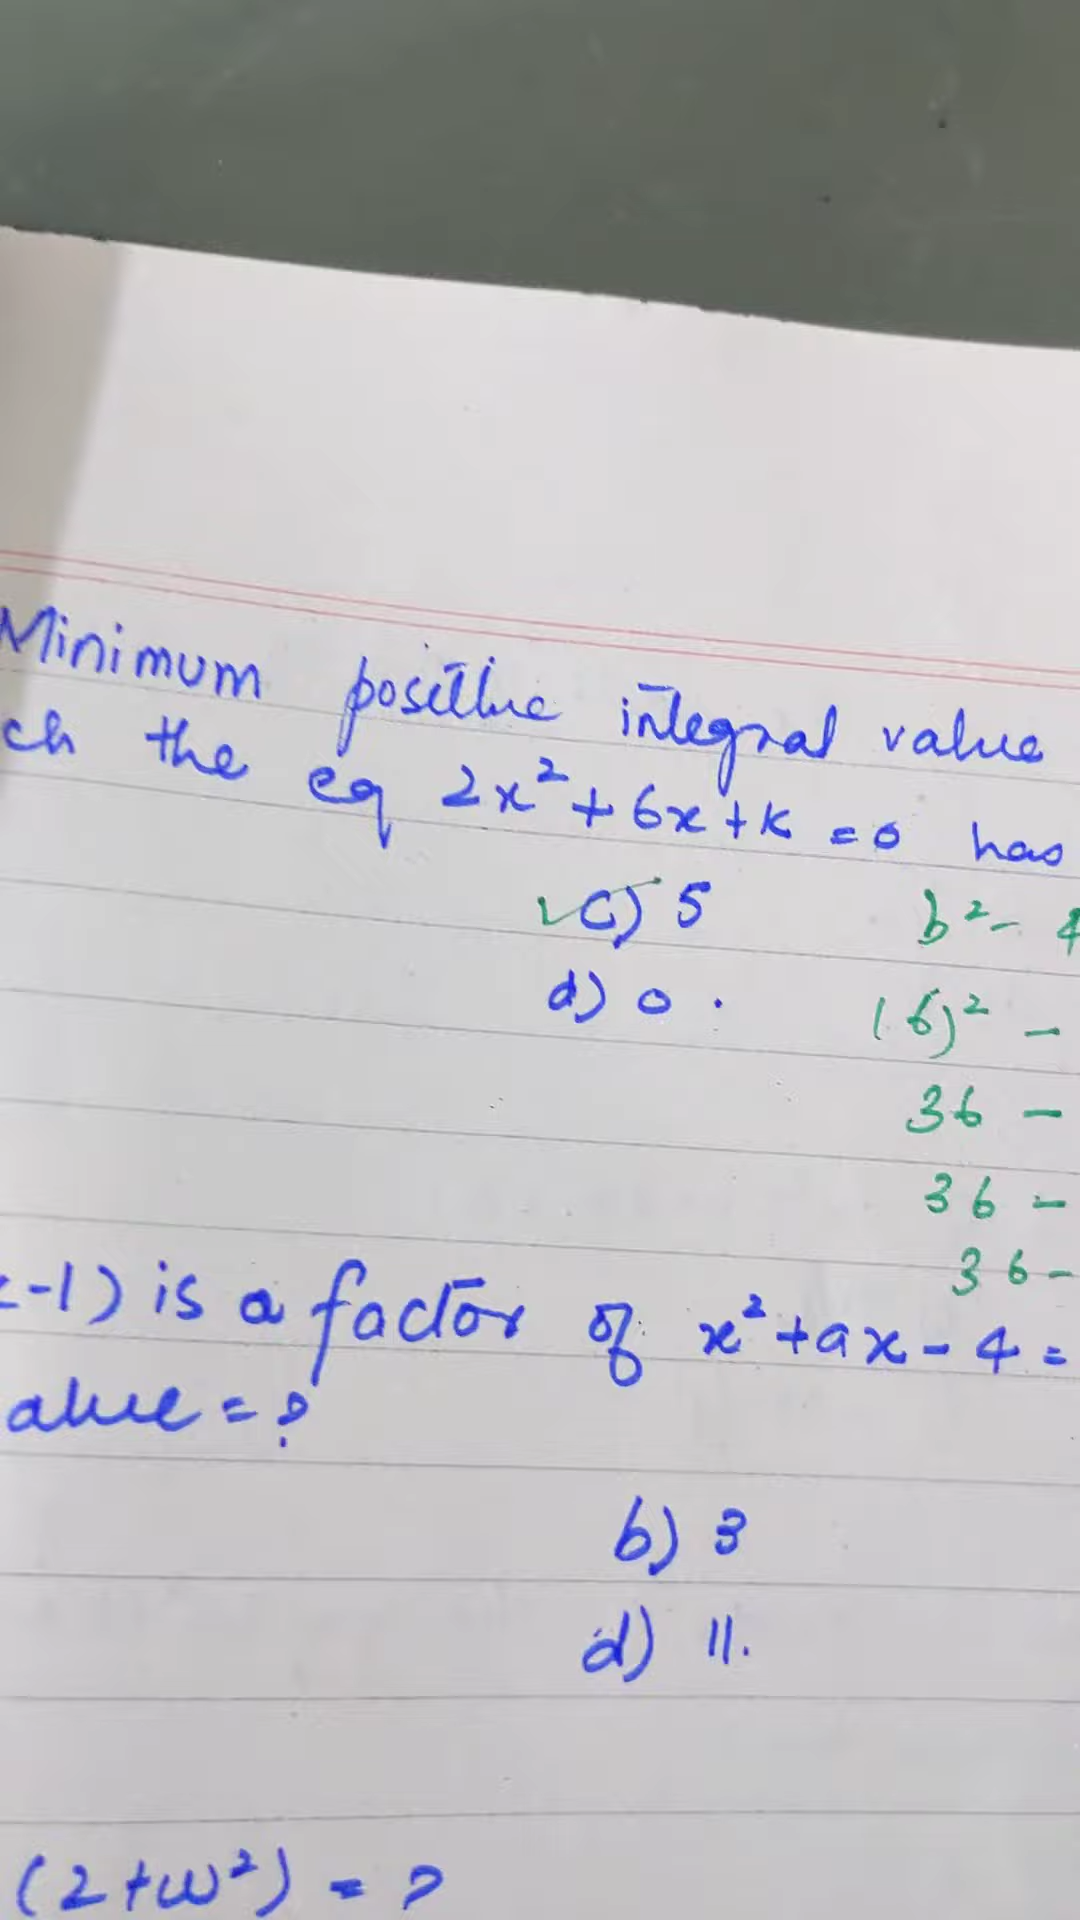 Minimum positive integral value
ch the eq 2x² + 6x + k = 0 has
c) 5 b² - 4
d) 0 . (6)² -
36 -
36 -
36 -
-1) is a factor of x² + ax - 4 =
alue = ?
b) 3
d) 11.
(2+ω²) = ?